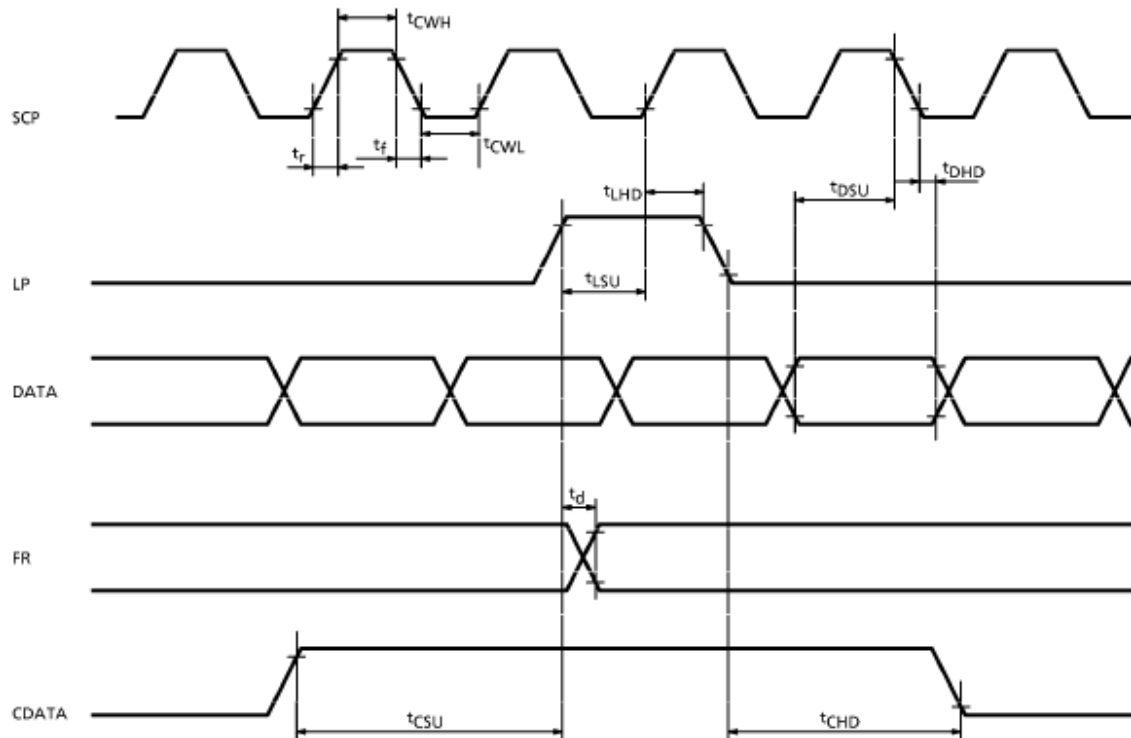 tCWH
SCP
tr
tf
tCWL
tLHD
tDSU
tDHD
LP
tLSU
DATA
td
FR
CDATA
tCSU
tCHD